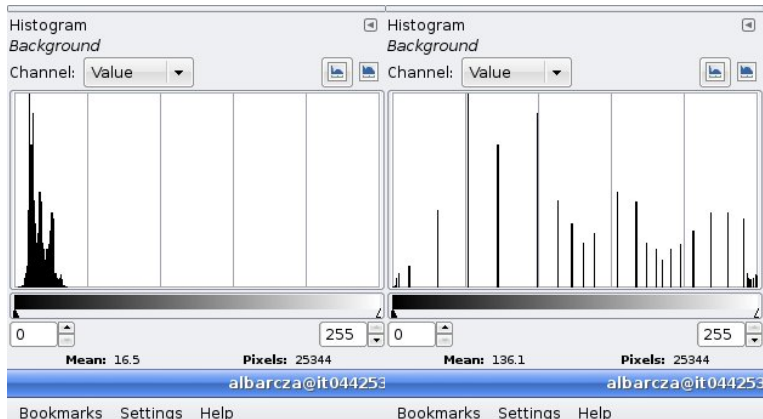 Histogram
Background
Channel: Value
0 255
Mean: 16.5 Pixels: 25344
albarcza@it044253
Bookmarks Settings Help
Histogram
Background
Channel: Value
0 255
Mean: 136.1 Pixels: 25344
albarcza@it044253
Bookmarks Settings Help